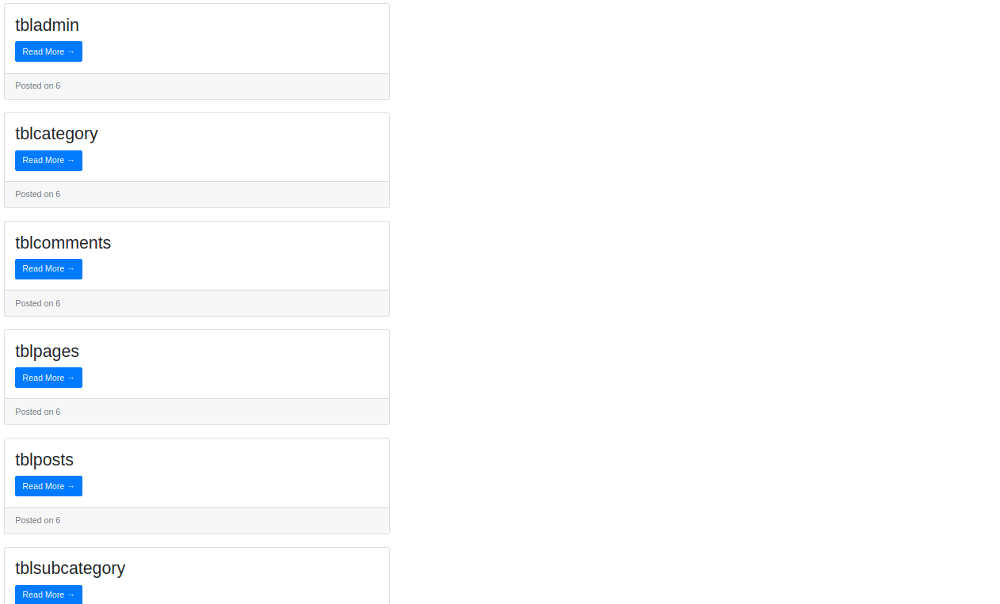 tbladmin
Read More →
Posted on 6
tblcategory
Read More →
Posted on 6
tblcomments
Read More →
Posted on 6
tblpages
Read More →
Posted on 6
tblposts
Read More →
Posted on 6
tblsubcategory
Read More →